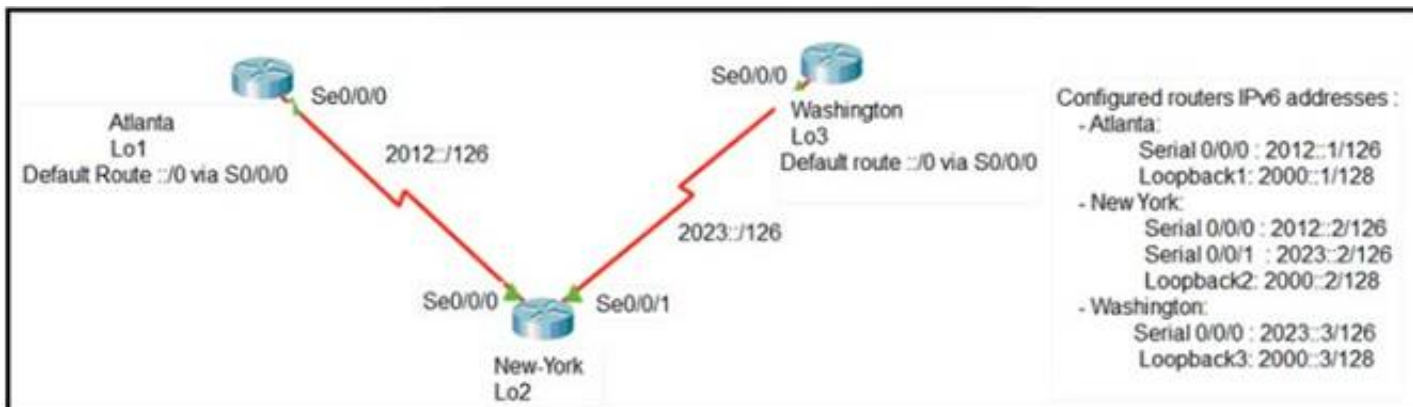 Se0/0/0
Atlanta
Lo1
Default Route ::/0 via S0/0/0
2012::/126
Se0/0/0
Washington
Lo3
Default route ::/0 via S0/0/0
2023::/126
Se0/0/0
Se0/0/1
New-York
Lo2
Configured routers IPv6 addresses :
- Atlanta:
Serial 0/0/0 : 2012::1/126
Loopback1: 2000::1/128
- New York:
Serial 0/0/0 : 2012::2/126
Serial 0/0/1 : 2023::2/126
Loopback2: 2000::2/128
- Washington:
Serial 0/0/0 : 2023::3/126
Loopback3: 2000::3/128